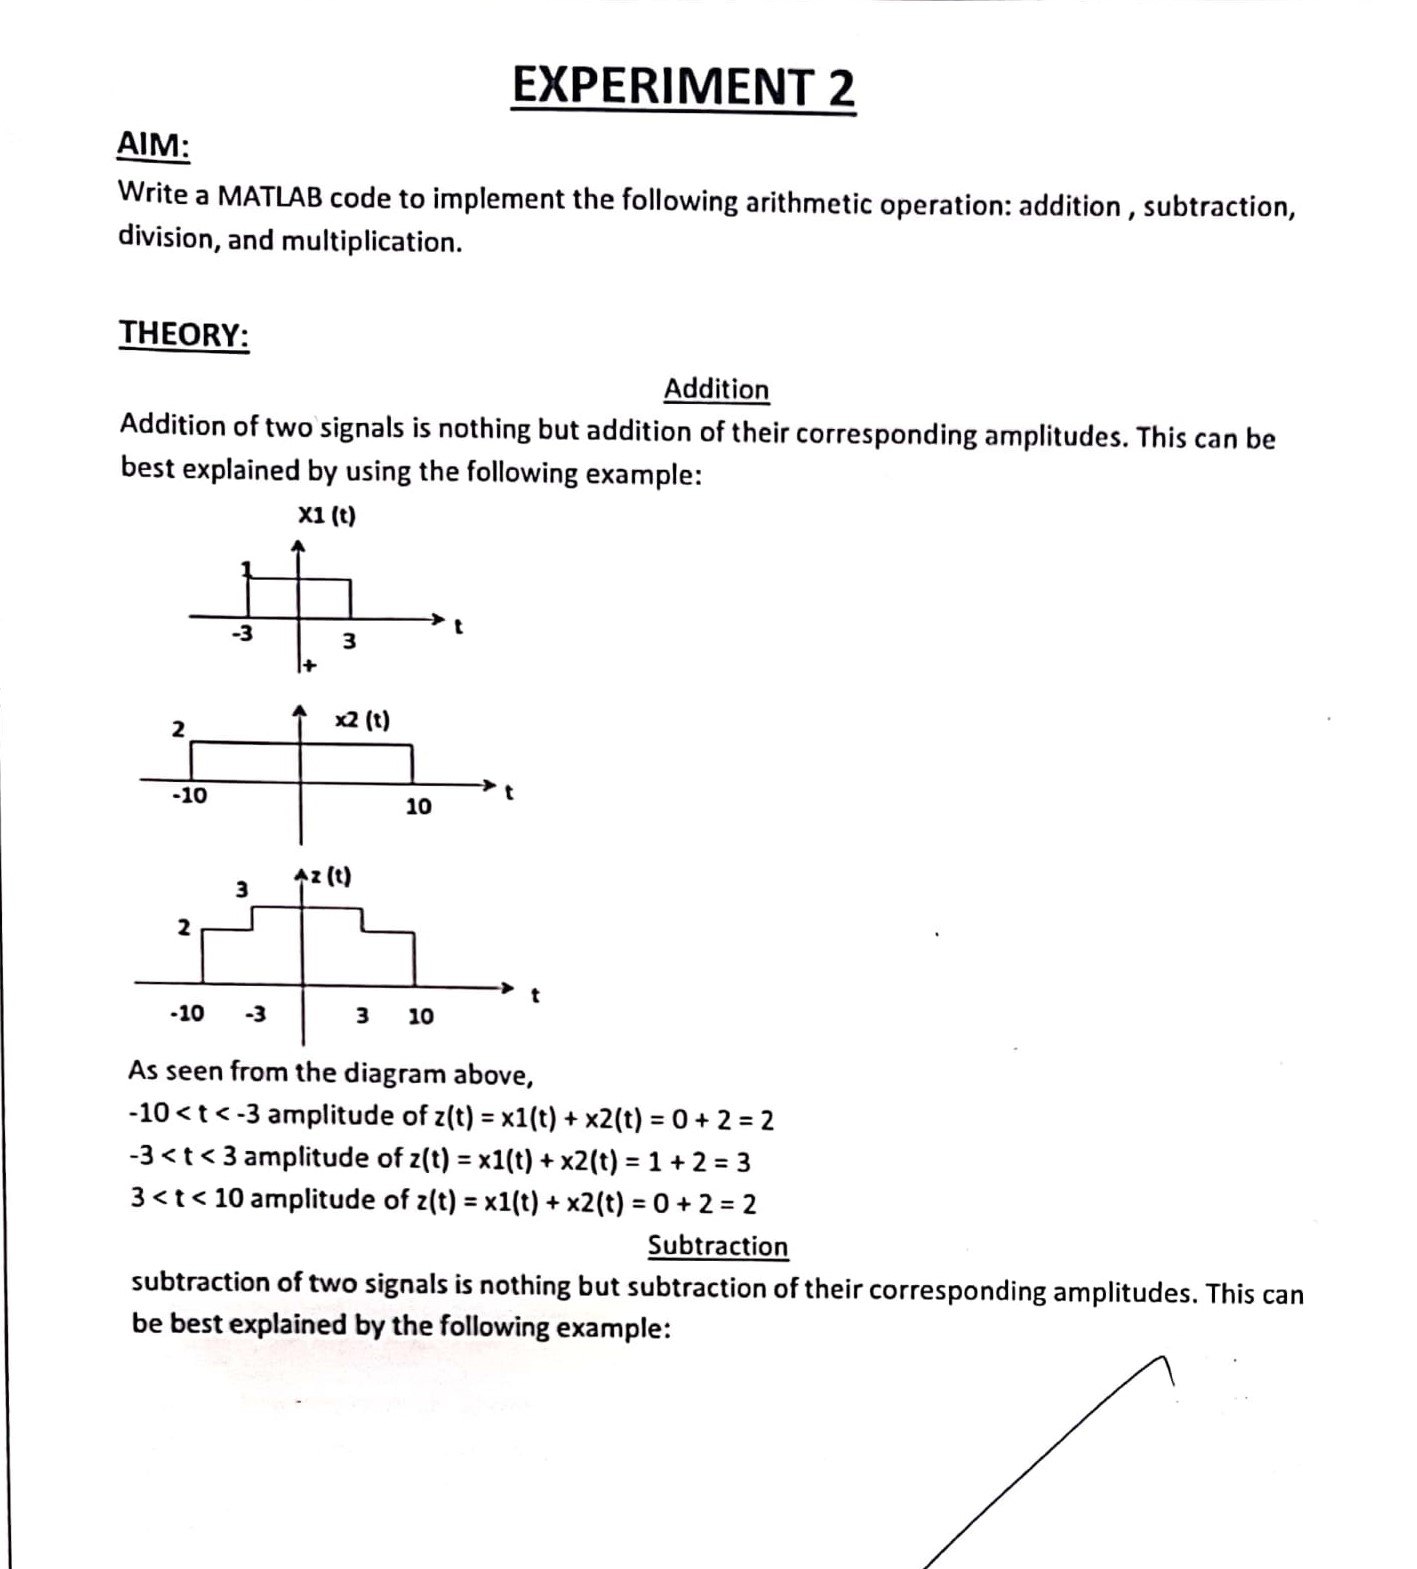 EXPERIMENT 2
AIM:
Write a MATLAB code to implement the following arithmetic operation: addition , subtraction,
division, and multiplication.
THEORY:
Addition
Addition of two signals is nothing but addition of their corresponding amplitudes. This can be
best explained by using the following example:
X1 (t)
1
-3
3
t
+
x2 (t)
2
-10
10
t
z (t)
3
2
-10 -3 3 10
t
As seen from the diagram above,
-10 < t < -3 amplitude of z(t) = x1(t) + x2(t) = 0 + 2 = 2
-3 < t < 3 amplitude of z(t) = x1(t) + x2(t) = 1 + 2 = 3
3 < t < 10 amplitude of z(t) = x1(t) + x2(t) = 0 + 2 = 2
Subtraction
subtraction of two signals is nothing but subtraction of their corresponding amplitudes. This can
be best explained by the following example: